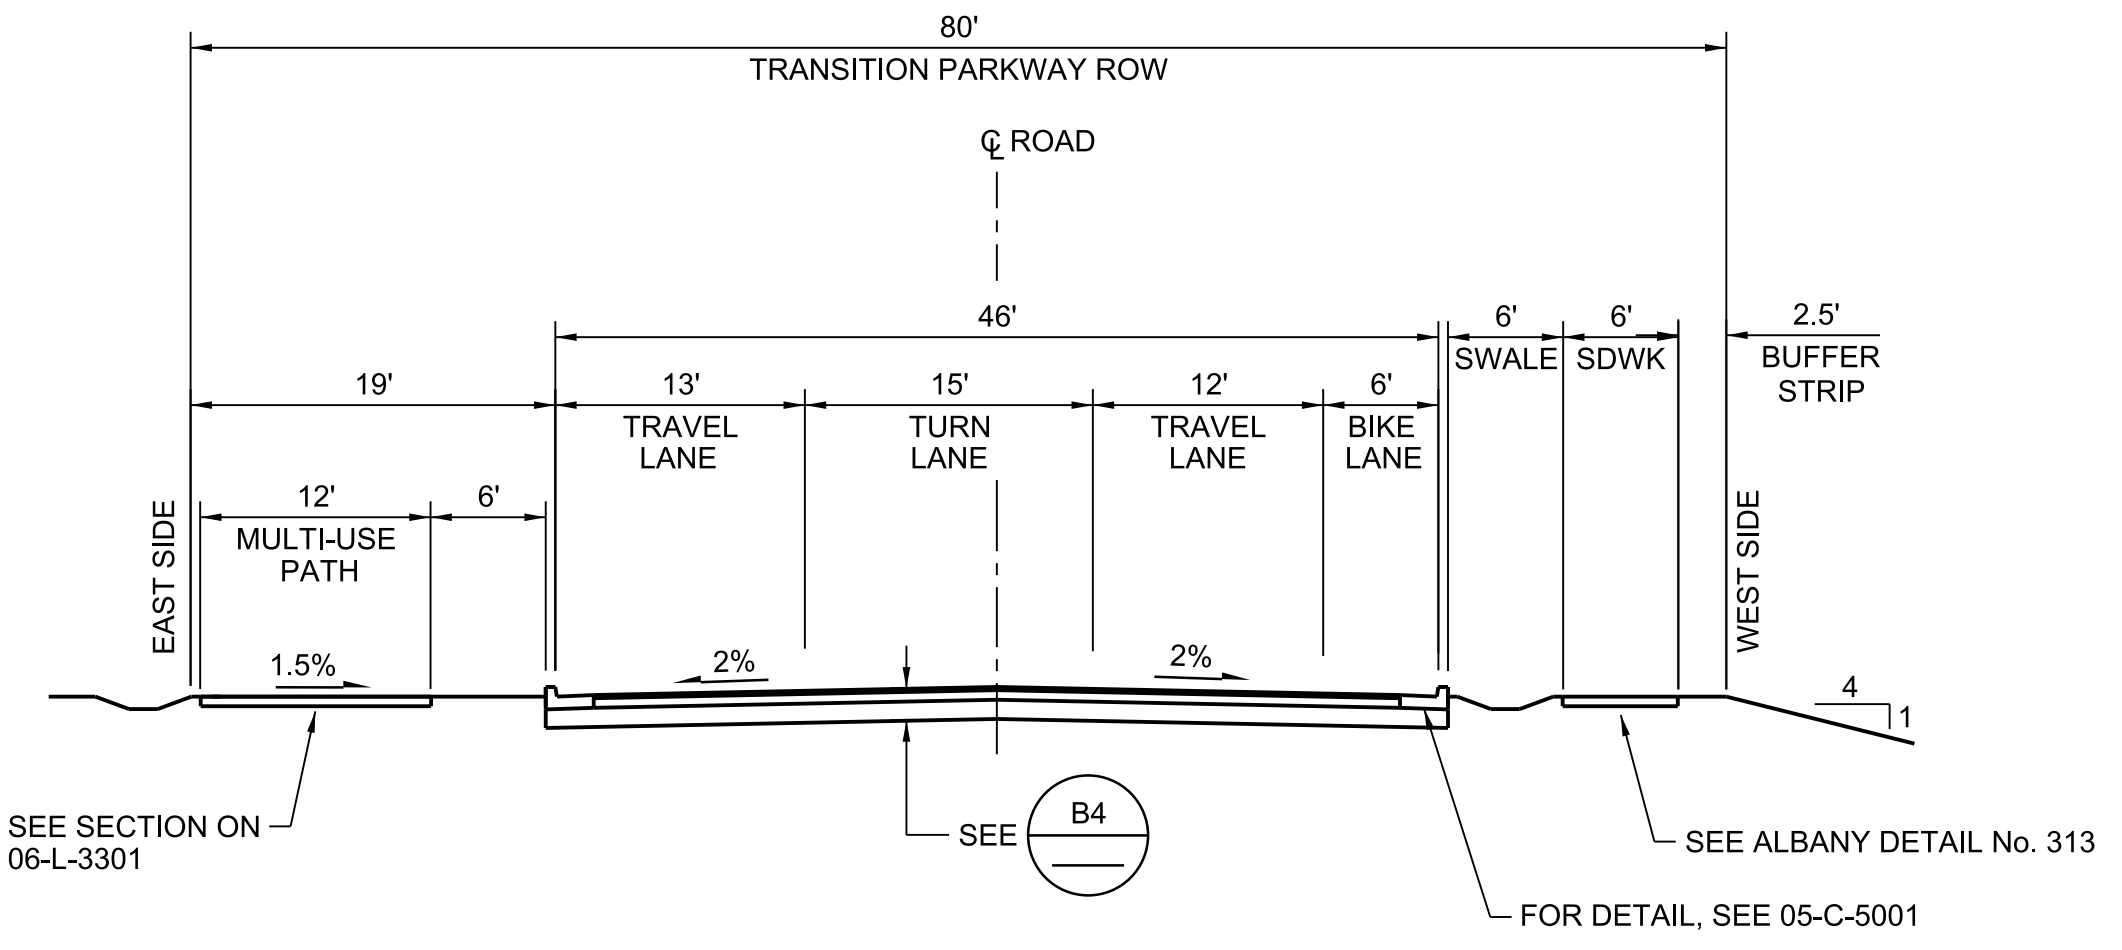 80'
TRANSITION PARKWAY ROW
℄ ROAD
46'
6'
6'
2.5'
SWALE
SDWK
BUFFER
STRIP
19'
13'
15'
12'
6'
TRAVEL
LANE
TURN
LANE
TRAVEL
LANE
BIKE
LANE
12'
6'
MULTI-USE
PATH
EAST SIDE
WEST SIDE
1.5%
2%
2%
4
1
SEE SECTION ON
06-L-3301
SEE
B4
SEE ALBANY DETAIL No. 313
FOR DETAIL, SEE 05-C-5001